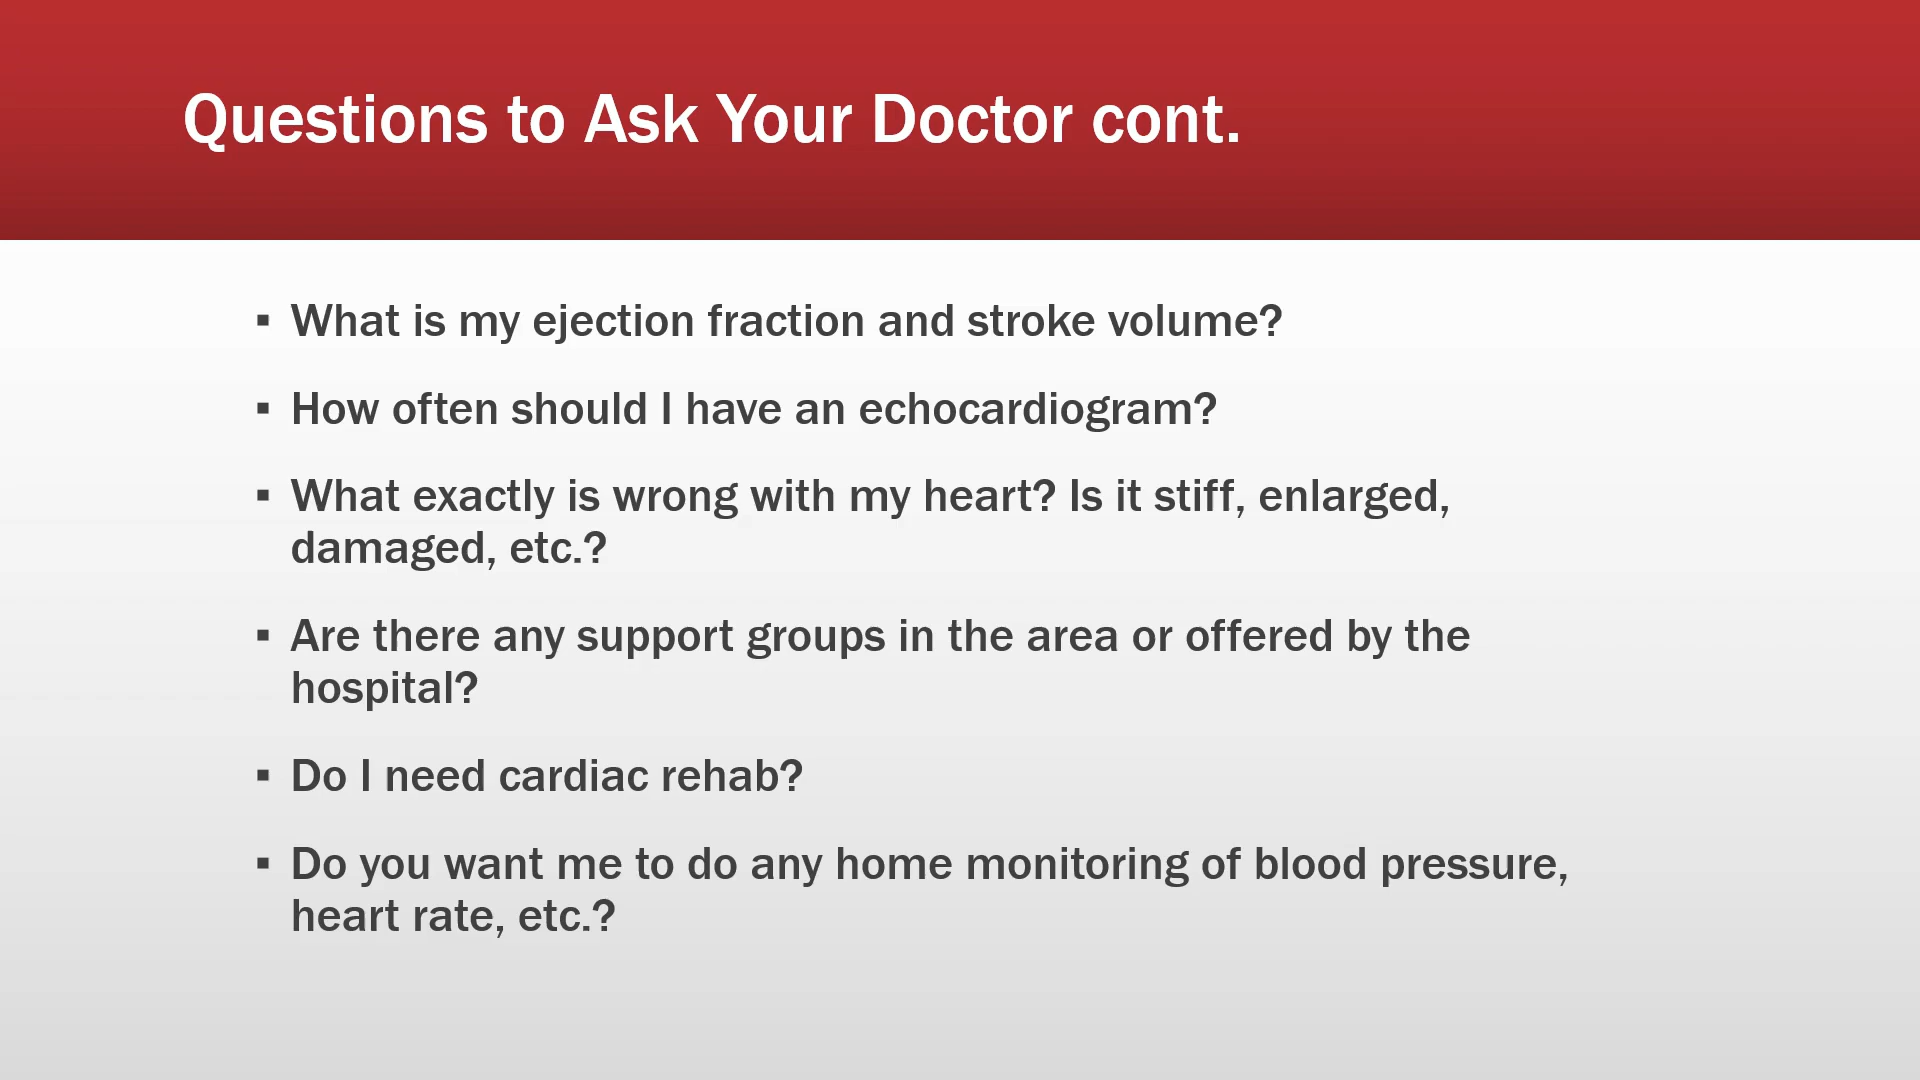 Questions to Ask Your Doctor cont.
▪ What is my ejection fraction and stroke volume?
▪ How often should I have an echocardiogram?
▪ What exactly is wrong with my heart? Is it stiff, enlarged,
damaged, etc.?
▪ Are there any support groups in the area or offered by the
hospital?
▪ Do I need cardiac rehab?
▪ Do you want me to do any home monitoring of blood pressure,
heart rate, etc.?